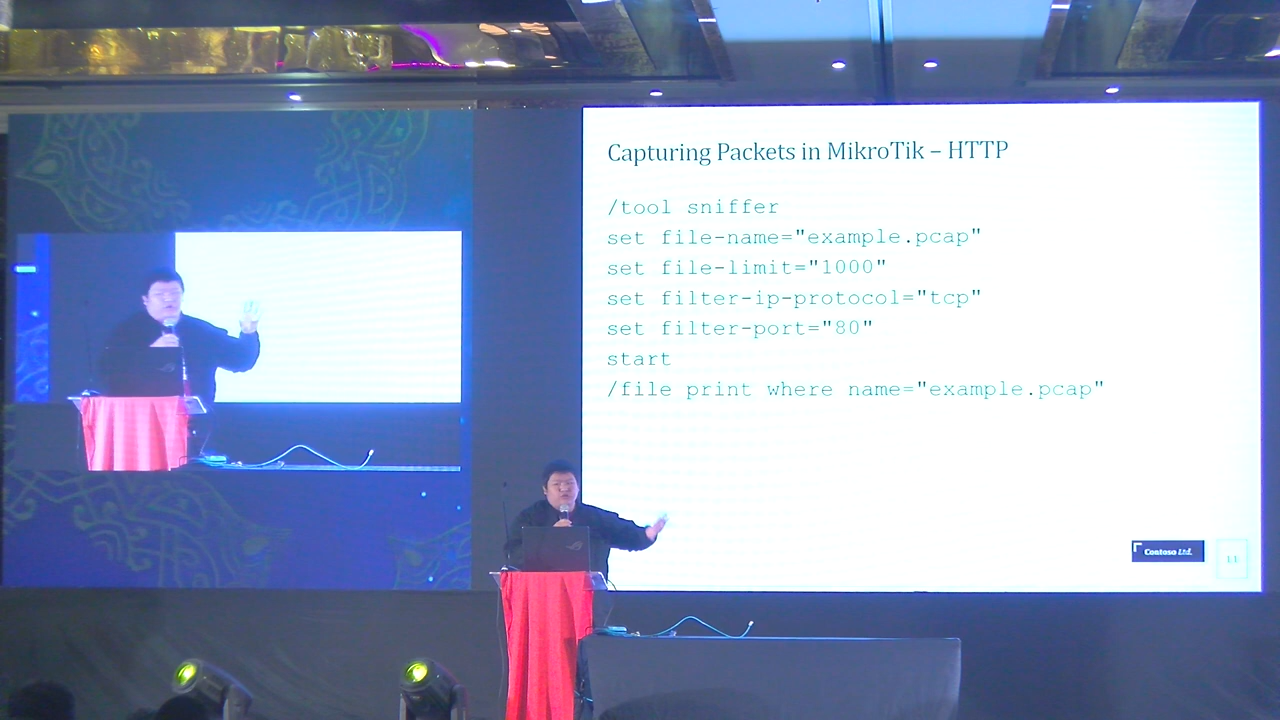 Capturing Packets in MikroTik – HTTP
/tool sniffer
set file-name="example.pcap"
set file-limit="1000"
set filter-ip-protocol="tcp"
set filter-port="80"
start
/file print where name="example.pcap"
Contoso Ltd.
11